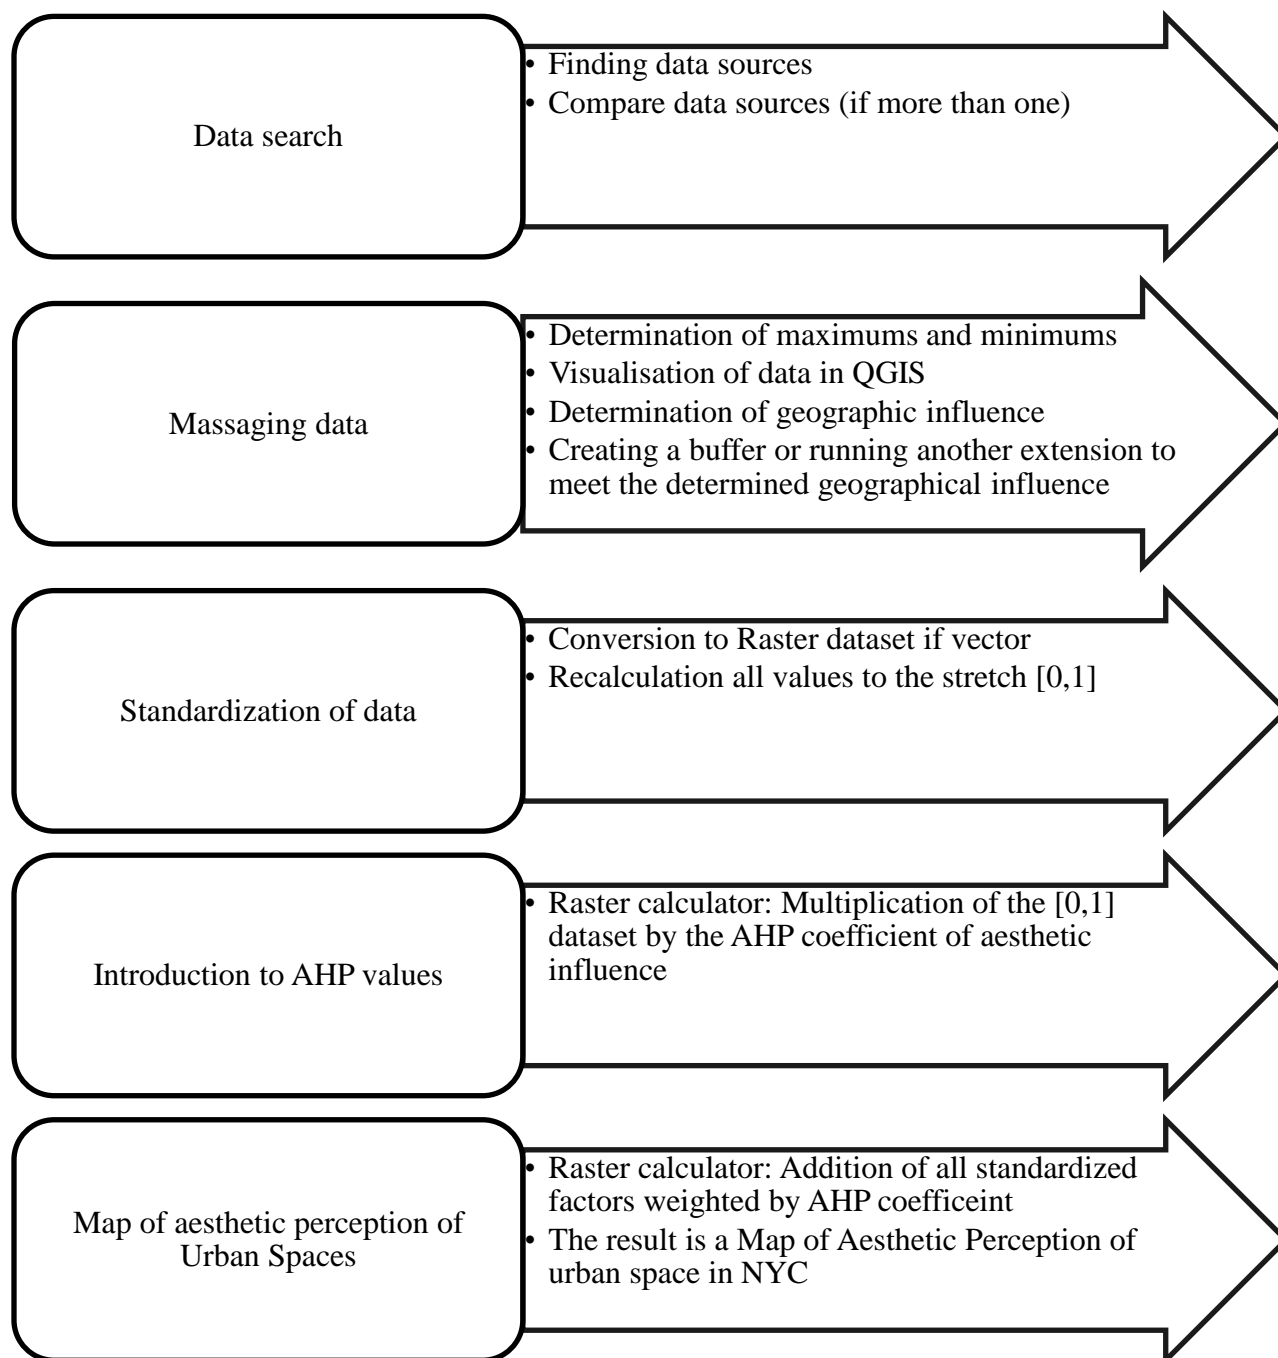 Data search
• Finding data sources
• Compare data sources (if more than one)
Massaging data
• Determination of maximums and minimums
• Visualisation of data in QGIS
• Determination of geographic influence
• Creating a buffer or running another extension to
meet the determined geographical influence
Standardization of data
• Conversion to Raster dataset if vector
• Recalculation all values to the stretch [0,1]
Introduction to AHP values
• Raster calculator: Multiplication of the [0,1]
dataset by the AHP coefficient of aesthetic
influence
Map of aesthetic perception of
Urban Spaces
• Raster calculator: Addition of all standardized
factors weighted by AHP coefficeint
• The result is a Map of Aesthetic Perception of
urban space in NYC